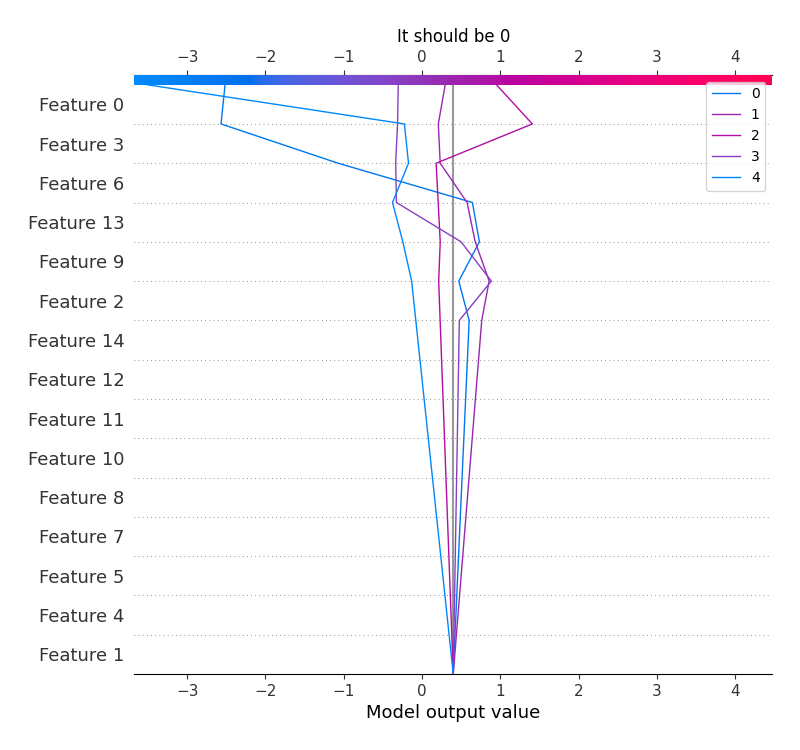 It should be 0
−3 −2 −1 0 1 2 3 4
0
1
2
3
4
Feature 0
Feature 3
Feature 6
Feature 13
Feature 9
Feature 2
Feature 14
Feature 12
Feature 11
Feature 10
Feature 8
Feature 7
Feature 5
Feature 4
Feature 1
−3 −2 −1 0 1 2 3 4
Model output value